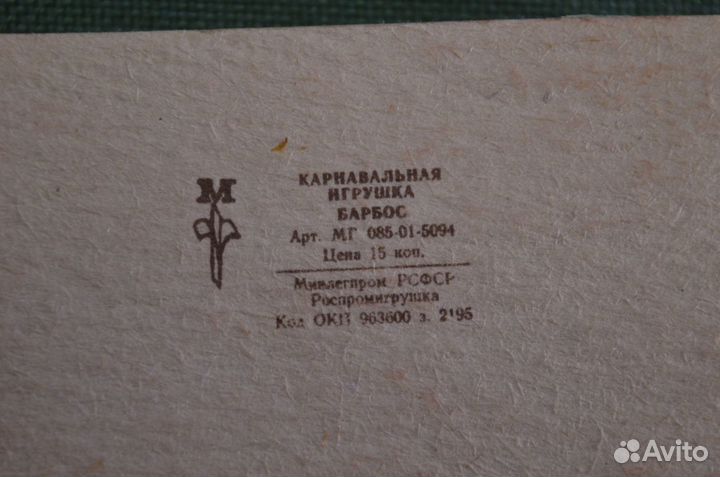 М
КАРНАВАЛЬНАЯ
ИГРУШКА
БАРБОС
Арт. МГ 085-01-5094
Цена 15 коп.
Минлегпром РСФСР
Роспромигрушка
Код ОКП 963600 з. 2195
Avito